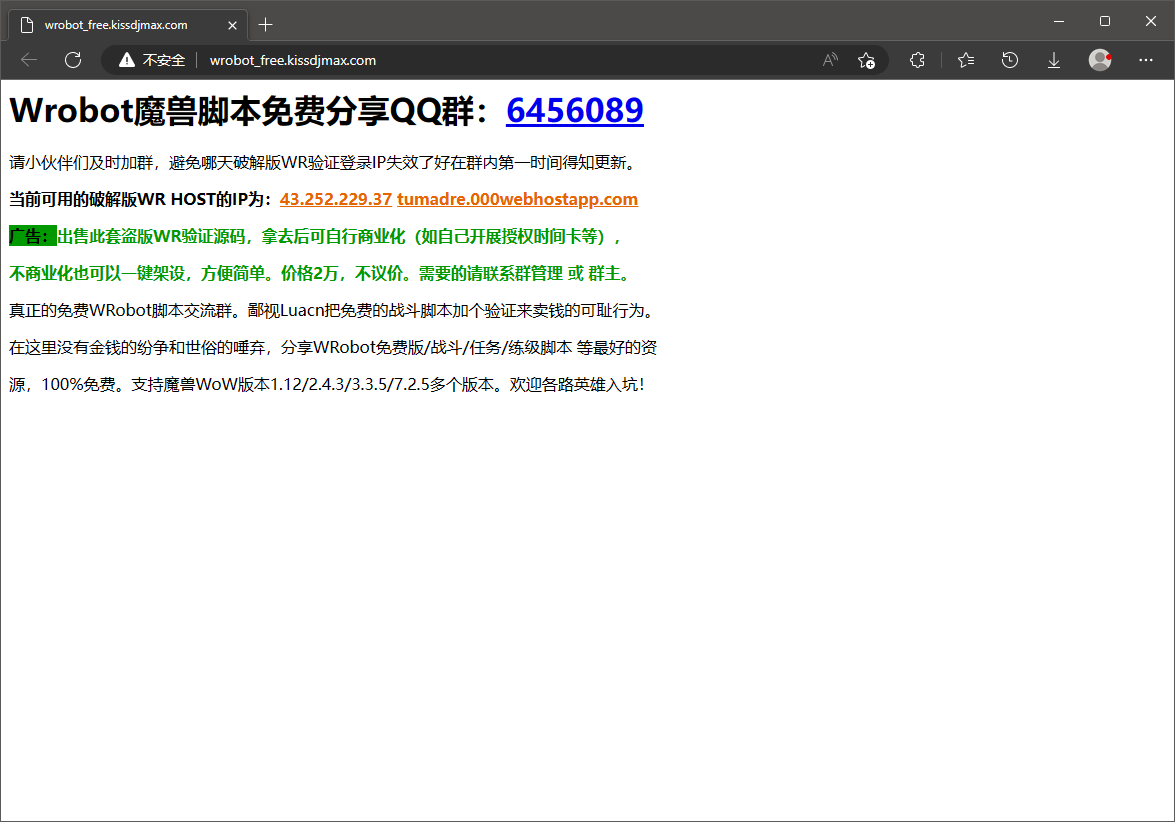 wrobot_free.kissdjmax.com
不安全 wrobot_free.kissdjmax.com
Wrobot魔兽脚本免费分享QQ群：6456089
请小伙伴们及时加群，避免哪天破解版WR验证登录IP失效了好在群内第一时间得知更新。
当前可用的破解版WR HOST的IP为：43.252.229.37 tumadre.000webhostapp.com
广告：出售此套盗版WR验证源码，拿去后可自行商业化（如自己开展授权时间卡等），
不商业化也可以一键架设，方便简单。价格2万，不议价。需要的请联系群管理 或 群主。
真正的免费WRobot脚本交流群。鄙视Luacn把免费的战斗脚本加个验证来卖钱的可耻行为。
在这里没有金钱的纷争和世俗的唾弃，分享WRobot免费版/战斗/任务/练级脚本 等最好的资
源，100%免费。支持魔兽WoW版本1.12/2.4.3/3.3.5/7.2.5多个版本。欢迎各路英雄入坑！